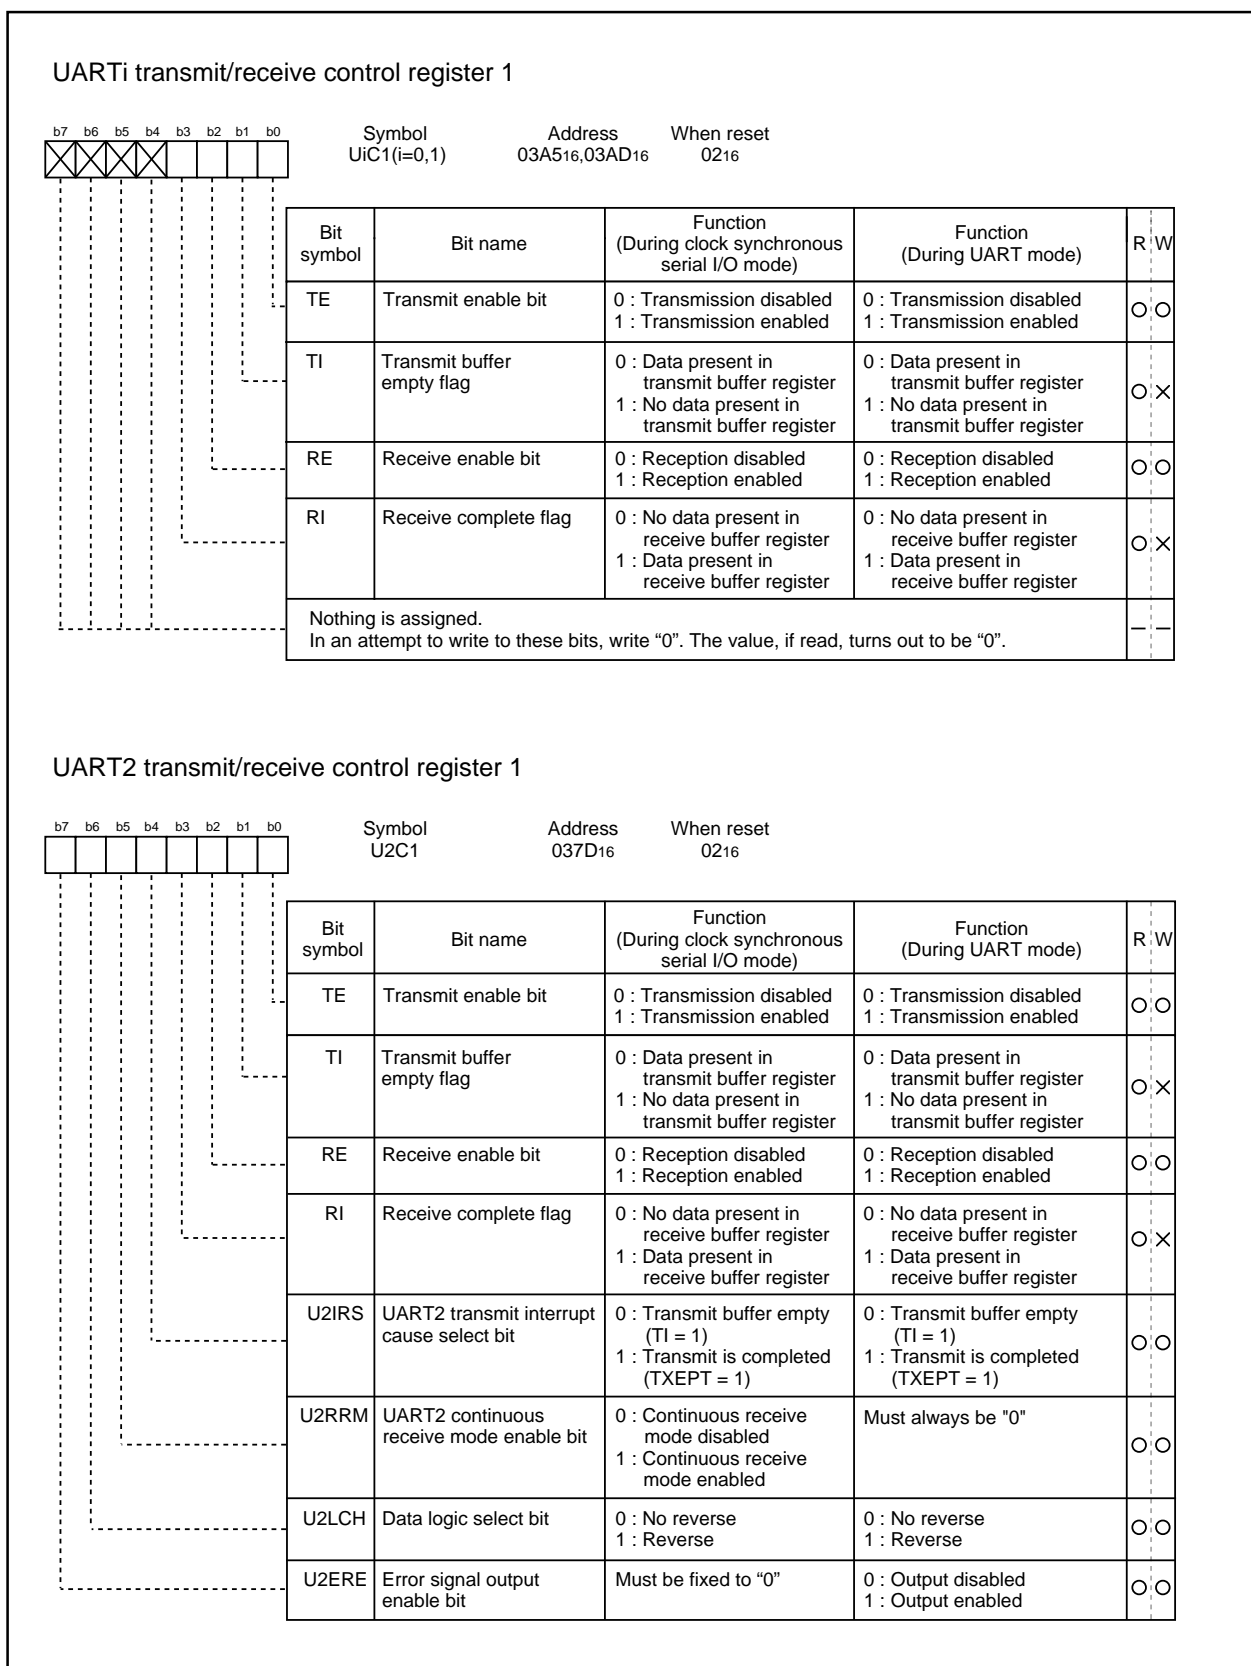 UARTi transmit/receive control register 1
b7 b6 b5 b4 b3 b2 b1 b0
Symbol Address When reset
UiC1(i=0,1) 03A516,03AD16 0216
Bit symbol Bit name Function (During clock synchronous serial I/O mode) Function (During UART mode) R W
TE Transmit enable bit 0 : Transmission disabled 0 : Transmission disabled
1 : Transmission enabled 1 : Transmission enabled
TI Transmit buffer 0 : Data present in 0 : Data present in
empty flag transmit buffer register transmit buffer register
1 : No data present in 1 : No data present in
transmit buffer register transmit buffer register
RE Receive enable bit 0 : Reception disabled 0 : Reception disabled
1 : Reception enabled 1 : Reception enabled
RI Receive complete flag 0 : No data present in 0 : No data present in
receive buffer register receive buffer register
1 : Data present in 1 : Data present in
receive buffer register receive buffer register
Nothing is assigned.
In an attempt to write to these bits, write “0”. The value, if read, turns out to be “0”.
UART2 transmit/receive control register 1
b7 b6 b5 b4 b3 b2 b1 b0
Symbol Address When reset
U2C1 037D16 0216
Bit symbol Bit name Function (During clock synchronous serial I/O mode) Function (During UART mode) R W
TE Transmit enable bit 0 : Transmission disabled 0 : Transmission disabled
1 : Transmission enabled 1 : Transmission enabled
TI Transmit buffer 0 : Data present in 0 : Data present in
empty flag transmit buffer register transmit buffer register
1 : No data present in 1 : No data present in
transmit buffer register transmit buffer register
RE Receive enable bit 0 : Reception disabled 0 : Reception disabled
1 : Reception enabled 1 : Reception enabled
RI Receive complete flag 0 : No data present in 0 : No data present in
receive buffer register receive buffer register
1 : Data present in 1 : Data present in
receive buffer register receive buffer register
U2IRS UART2 transmit interrupt 0 : Transmit buffer empty 0 : Transmit buffer empty
cause select bit (TI = 1) (TI = 1)
1 : Transmit is completed 1 : Transmit is completed
(TXEPT = 1) (TXEPT = 1)
U2RRM UART2 continuous 0 : Continuous receive Must always be "0"
receive mode enable bit mode disabled
1 : Continuous receive
mode enabled
U2LCH Data logic select bit 0 : No reverse 0 : No reverse
1 : Reverse 1 : Reverse
U2ERE Error signal output Must be fixed to “0” 0 : Output disabled
enable bit 1 : Output enabled